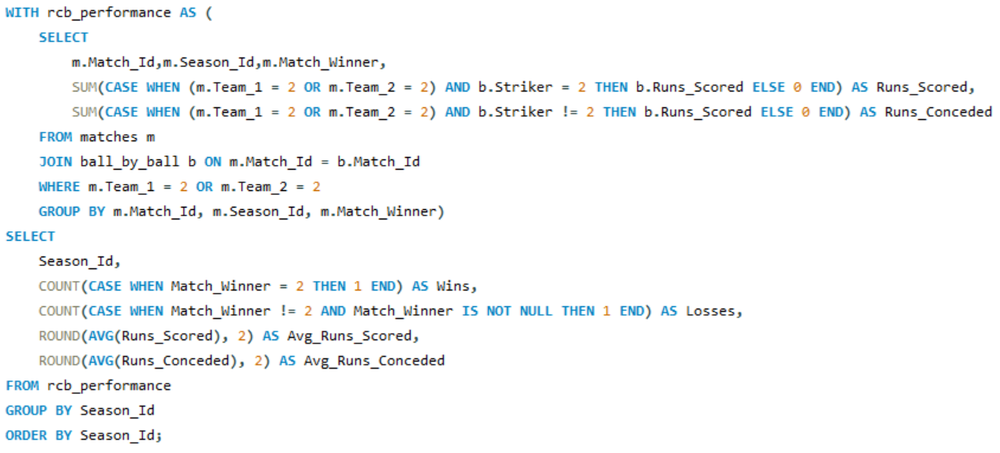 WITH rcb_performance AS (
    SELECT
        m.Match_Id,m.Season_Id,m.Match_Winner,
        SUM(CASE WHEN (m.Team_1 = 2 OR m.Team_2 = 2) AND b.Striker = 2 THEN b.Runs_Scored ELSE 0 END) AS Runs_Scored,
        SUM(CASE WHEN (m.Team_1 = 2 OR m.Team_2 = 2) AND b.Striker != 2 THEN b.Runs_Scored ELSE 0 END) AS Runs_Conceded
    FROM matches m
    JOIN ball_by_ball b ON m.Match_Id = b.Match_Id
    WHERE m.Team_1 = 2 OR m.Team_2 = 2
    GROUP BY m.Match_Id, m.Season_Id, m.Match_Winner)
SELECT
    Season_Id,
    COUNT(CASE WHEN Match_Winner = 2 THEN 1 END) AS Wins,
    COUNT(CASE WHEN Match_Winner != 2 AND Match_Winner IS NOT NULL THEN 1 END) AS Losses,
    ROUND(AVG(Runs_Scored), 2) AS Avg_Runs_Scored,
    ROUND(AVG(Runs_Conceded), 2) AS Avg_Runs_Conceded
FROM rcb_performance
GROUP BY Season_Id
ORDER BY Season_Id;